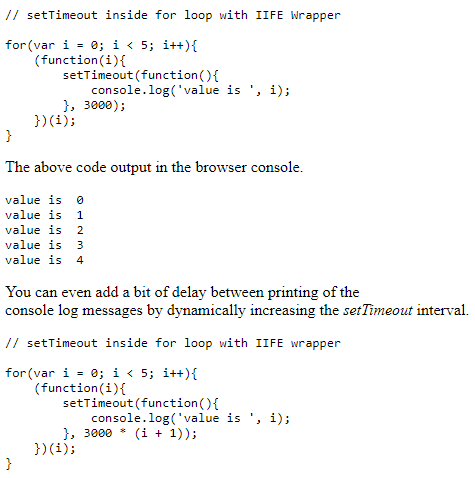 // setTimeout inside for loop with IIFE Wrapper
for(var i = 0; i < 5; i++){
    (function(i){
        setTimeout(function(){
            console.log('value is ', i);
        }, 3000);
    })(i);
}
The above code output in the browser console.
value is  0
value is  1
value is  2
value is  3
value is  4
You can even add a bit of delay between printing of the
console log messages by dynamically increasing the setTimeout interval.
// setTimeout inside for loop with IIFE wrapper
for(var i = 0; i < 5; i++){
    (function(i){
        setTimeout(function(){
            console.log('value is ', i);
        }, 3000 * (i + 1));
    })(i);
}